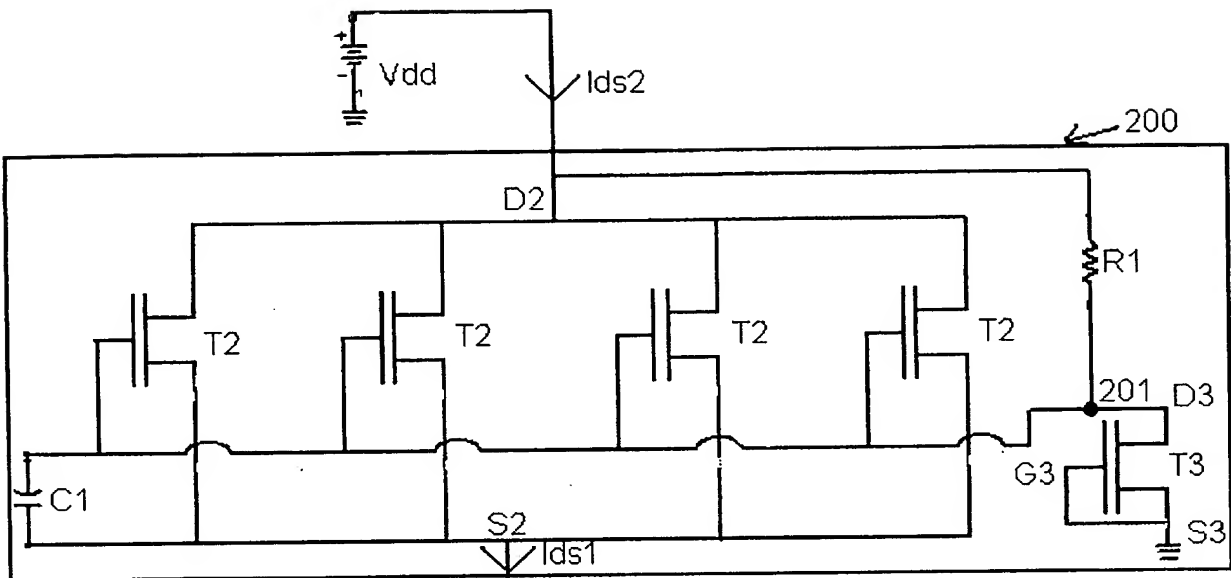 +
-
Vdd
Ids2
200
D2
R1
T2
T2
T2
T2
201
D3
G3
T3
C1
S2
S3
Ids1